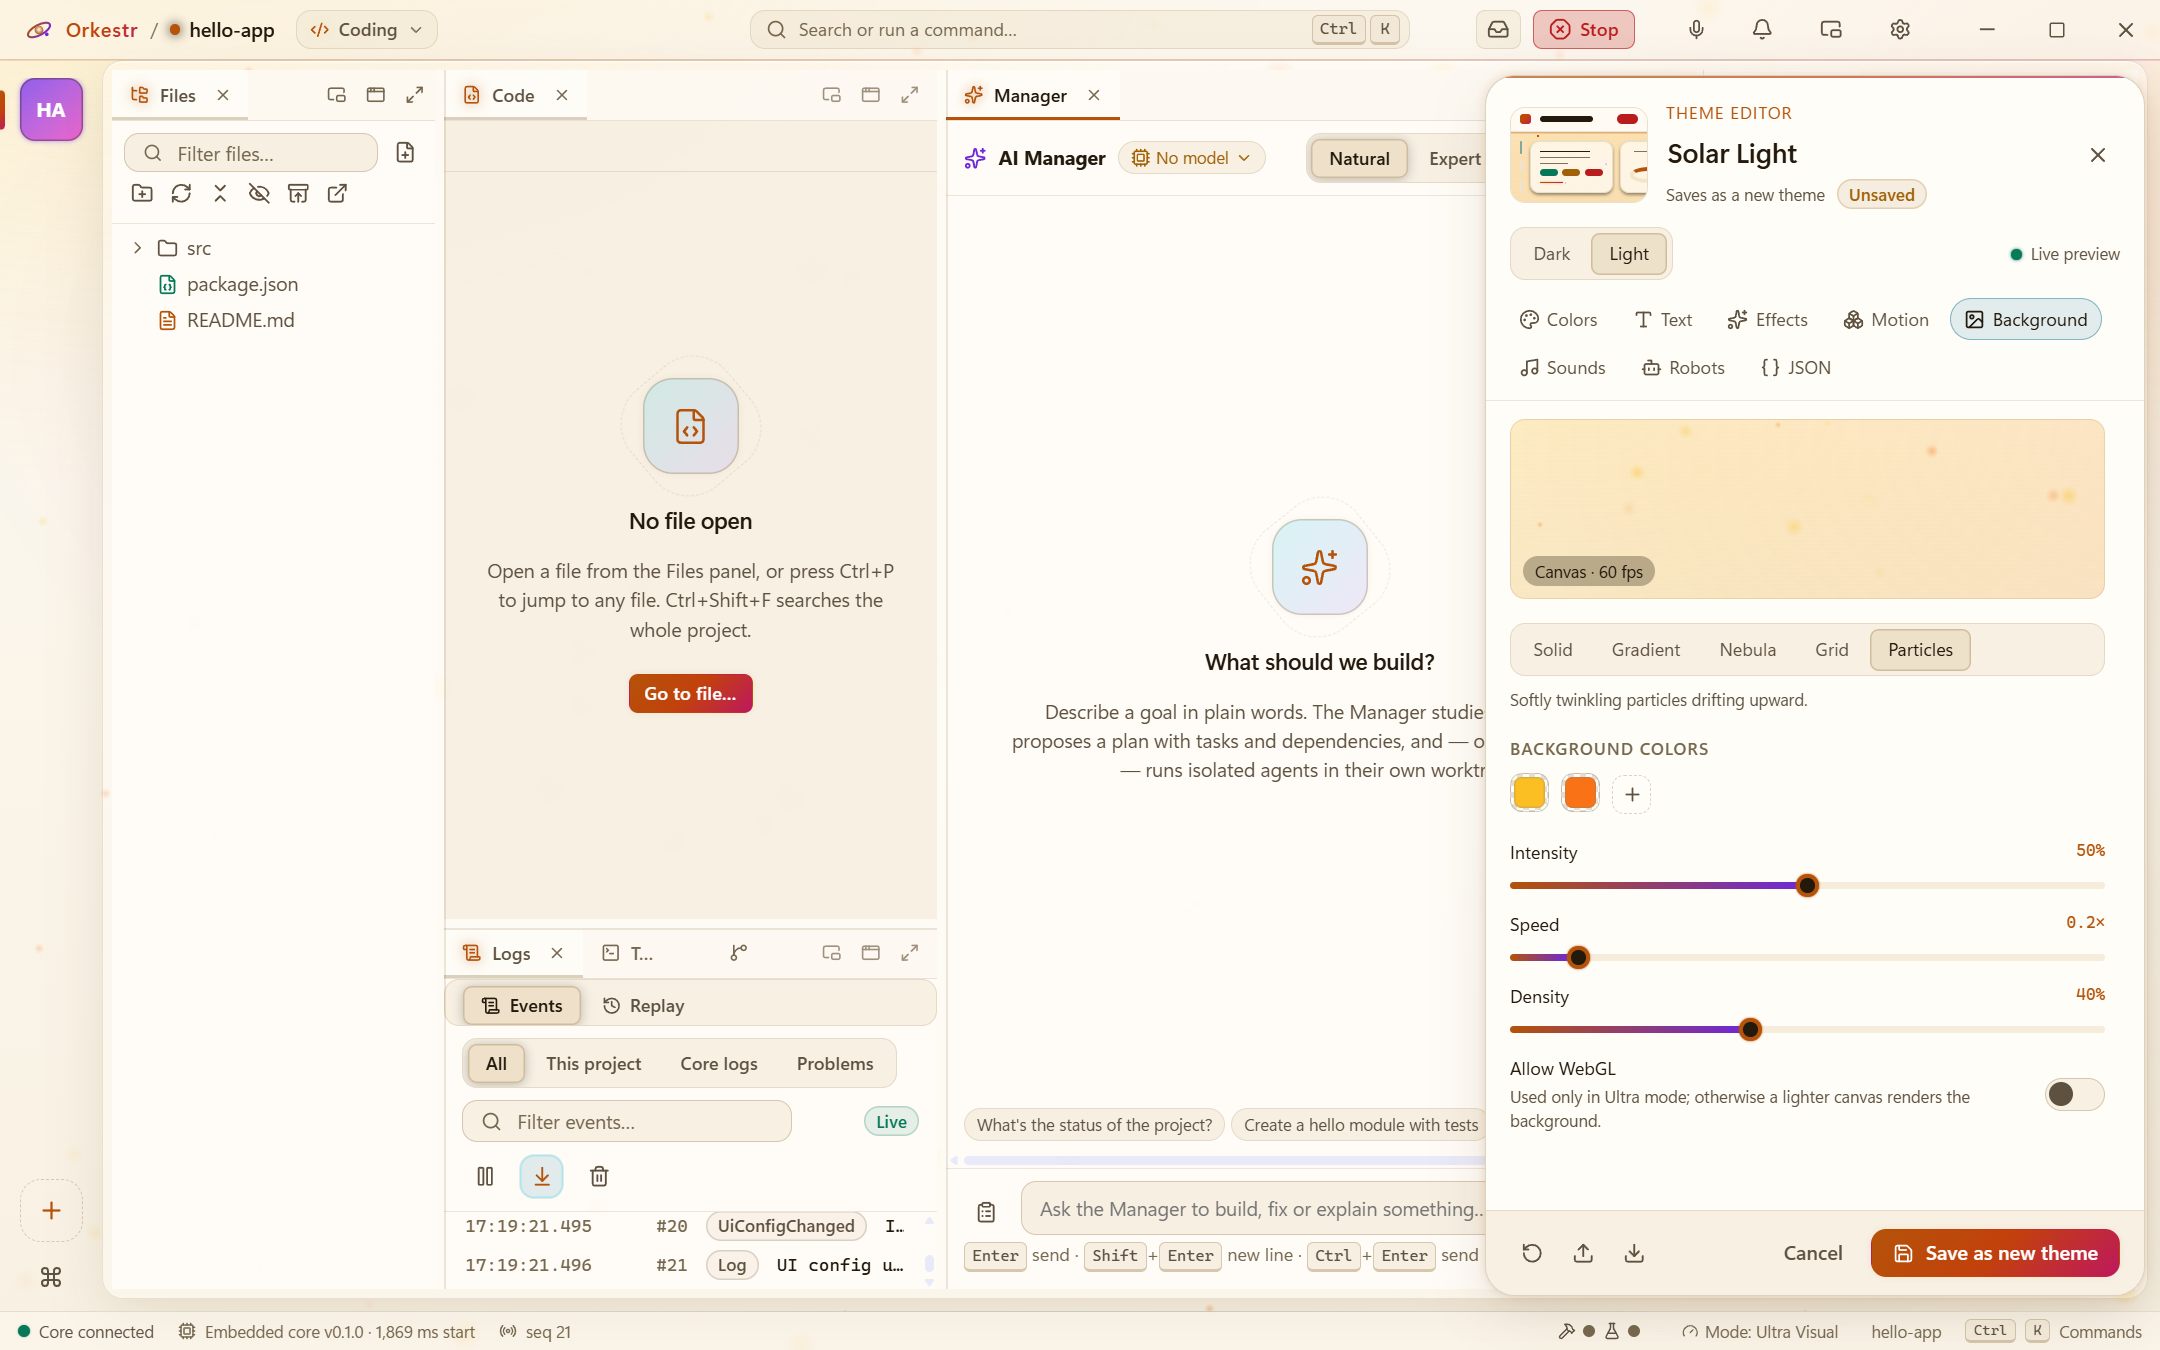 Orkestr / hello-app
Coding
Search or run a command...
Ctrl K
Stop
HA
Files
Filter files...
src
package.json
README.md
Code
No file open
Open a file from the Files panel, or press Ctrl+P
to jump to any file. Ctrl+Shift+F searches the
whole project.
Go to file...
Logs
T...
Events
Replay
All
This project
Core logs
Problems
Filter events...
Live
17:19:21.495 #20 UiConfigChanged I...
17:19:21.496 #21 Log UI config u...
Manager
AI Manager
No model
Natural
Expert
What should we build?
Describe a goal in plain words. The Manager studie
proposes a plan with tasks and dependencies, and — o
— runs isolated agents in their own worktr
What's the status of the project?
Create a hello module with tests
Ask the Manager to build, fix or explain something...
Enter send · Shift+Enter new line · Ctrl+Enter send
THEME EDITOR
Solar Light
Saves as a new theme
Unsaved
Dark
Light
Live preview
Colors
Text
Effects
Motion
Background
Sounds
Robots
JSON
Canvas · 60 fps
Solid
Gradient
Nebula
Grid
Particles
Softly twinkling particles drifting upward.
BACKGROUND COLORS
Intensity 50%
Speed 0.2×
Density 40%
Allow WebGL
Used only in Ultra mode; otherwise a lighter canvas renders the
background.
Cancel
Save as new theme
Core connected
Embedded core v0.1.0 · 1,869 ms start
seq 21
Mode: Ultra Visual
hello-app
Ctrl K Commands